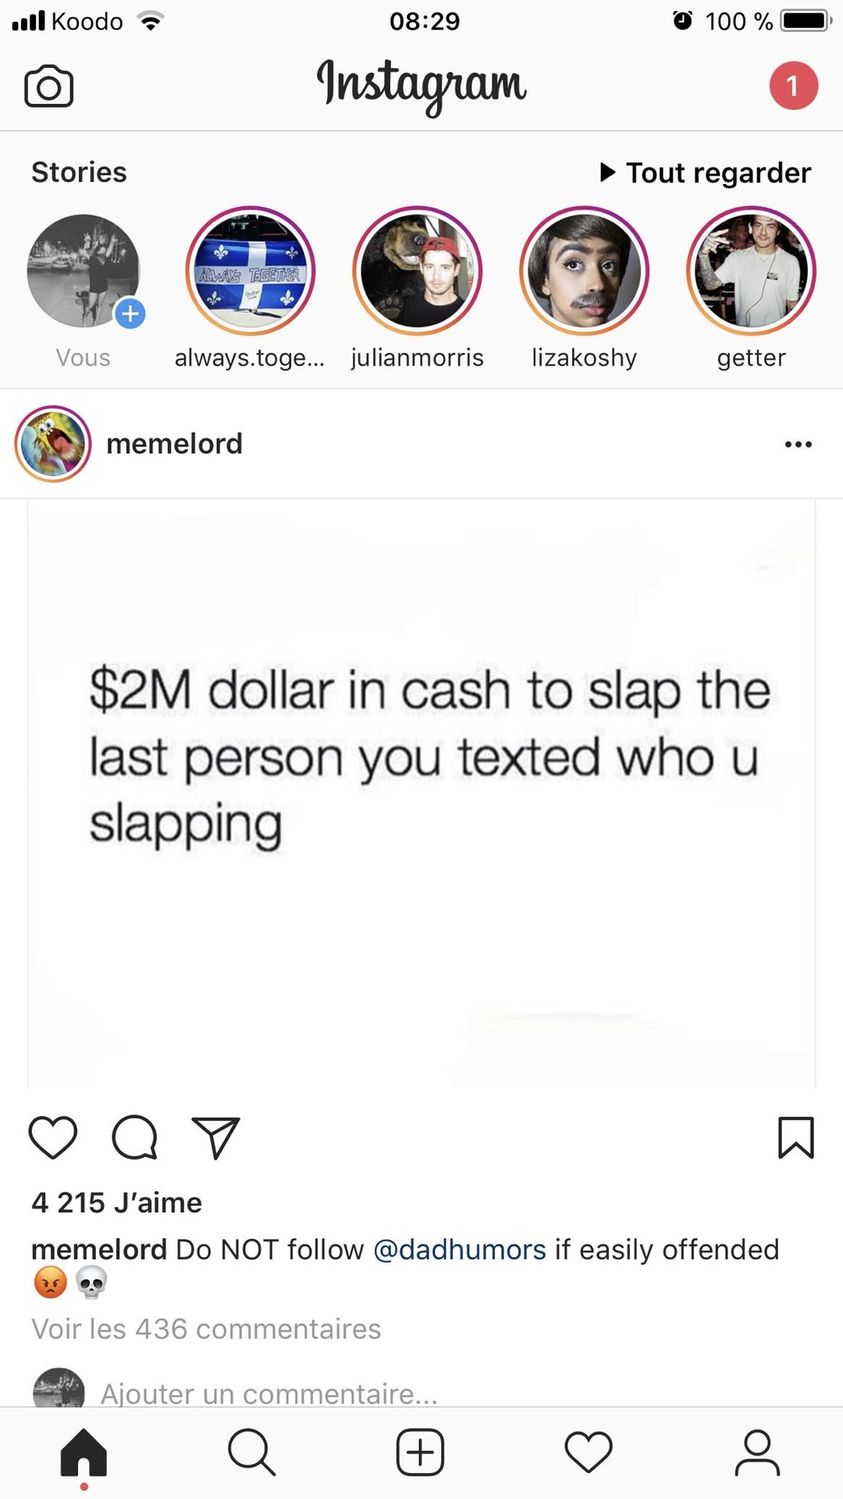 Koodo 08:29 100 %
Instagram 1
Stories Tout regarder
ALWAYS TOGETHER
Vous always.toge... julianmorris lizakoshy getter
memelord
$2M dollar in cash to slap the
last person you texted who u
slapping
4 215 J’aime
memelord Do NOT follow @dadhumors if easily offended
😡💀
Voir les 436 commentaires
Ajouter un commentaire...